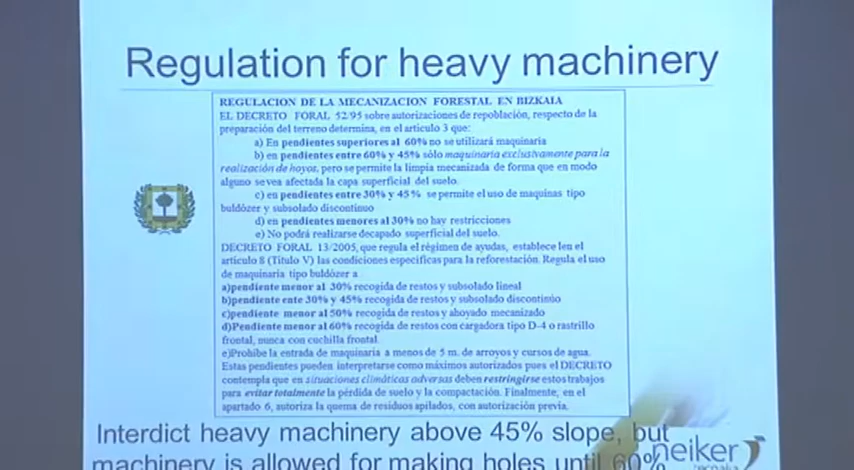 Regulation for heavy machinery
REGULACION DE LA MECANIZACION FORESTAL EN BIZKAIA
EL DECRETO FORAL 52/95 sobre autorizaciones de repoblación, respecto de la
preparación del terreno determina, en el articulo 3 que:
a) En pendientes superiores al 60% no se utilizará maquinaria
b) en pendientes entre 60% y 45% sólo maquinaria exclusivamente para la
realización de hoyos, pero se permite la limpia mecanizada de forma que en modo
alguno se vea afectada la capa superficial del suelo.
c) en pendientes entre 30% y 45% se permite el uso de maquinas tipo
buldózer y subsolado discontinuo
d) en pendientes menores al 30% no hay restricciones
e) No podrá realizarse decapado superficial del suelo.
DECRETO FORAL 13/2005, que regula el régimen de ayudas, establece len el
articulo 8 (Titulo V) las condiciones especificas para la reforestación. Regula el uso
de maquinaria tipo buldózer a
a)pendiente menor al 30% recogida de restos y subsolado lineal
b)pendiente ente 30% y 45% recogida de restos y subsolado discontinúo
c)pendiente menor al 50% recogida de restos y ahoyado mecanizado
d)Pendiente menor al 60% recogida de restos con cargadora tipo D-4 o rastrillo
frontal, nunca con cuchilla frontal.
e)Prohibe la entrada de maquinaria a menos de 5 m. de arroyos y cursos de agua.
Estas pendientes pueden interpretarse como máximos autorizados pues el DECRETO
contempla que en situaciones climáticas adversas deben restringirse estos trabajos
para evitar totalmente la pérdida de suelo y la compactación. Finalmente, en el
apartado 6, autoriza la quema de residuos apilados, con autorización previa.
Interdict heavy machinery above 45% slope, but
machinery is allowed for making holes until 60%
neiker